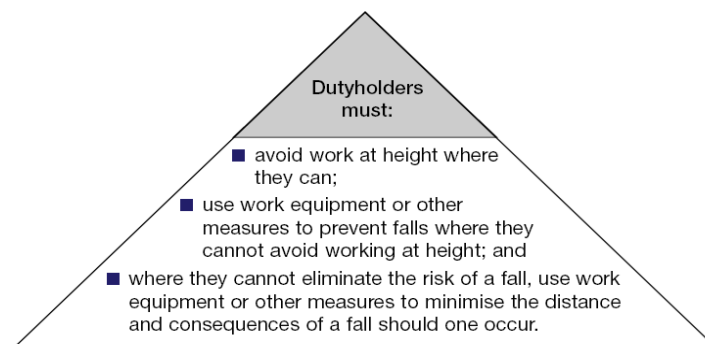 Dutyholders
must:
■ avoid work at height where
they can;
■ use work equipment or other
measures to prevent falls where they
cannot avoid working at height; and
■ where they cannot eliminate the risk of a fall, use work
equipment or other measures to minimise the distance
and consequences of a fall should one occur.